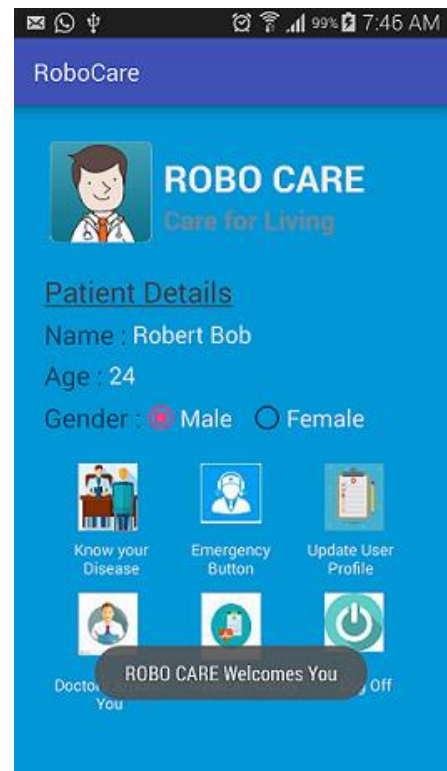 99% 7:46 AM
RoboCare
ROBO CARE
Care for Living
Patient Details
Name : Robert Bob
Age : 24
Gender : Male Female
Know your Disease
Emergency Button
Update User Profile
ROBO CARE Welcomes You
Off
You